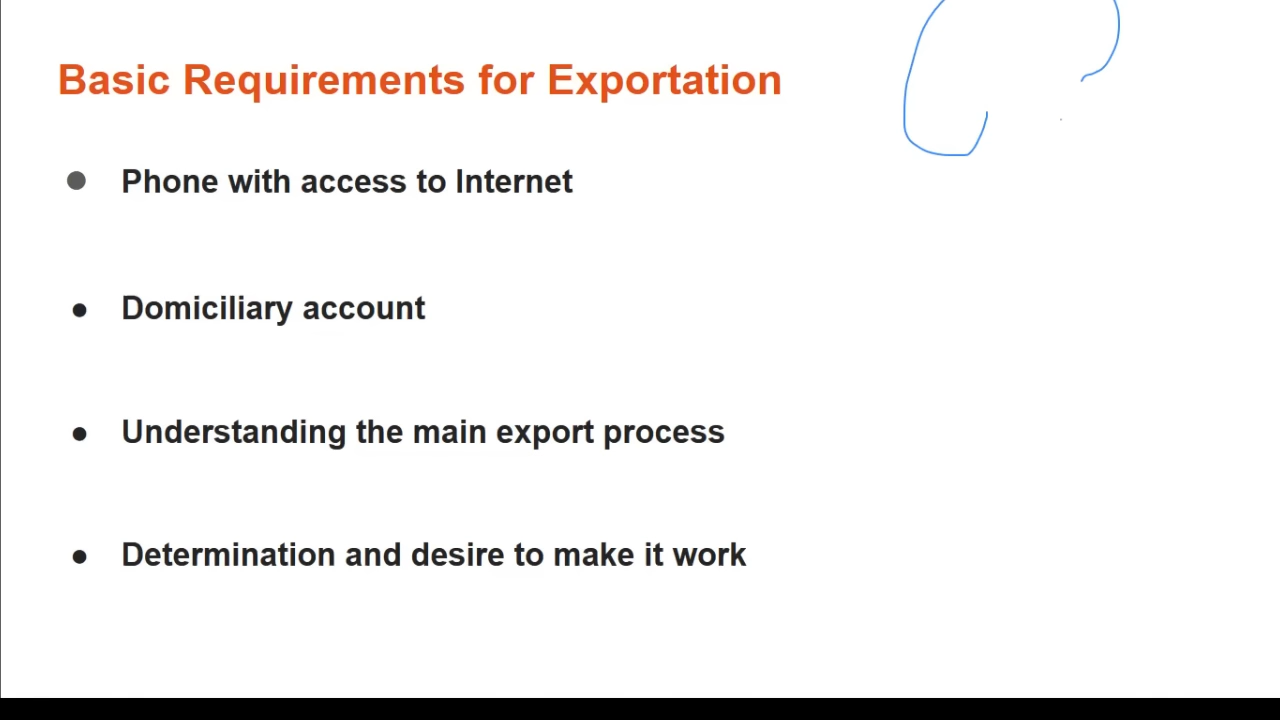 Basic Requirements for Exportation
● Phone with access to Internet
● Domiciliary account
● Understanding the main export process
● Determination and desire to make it work